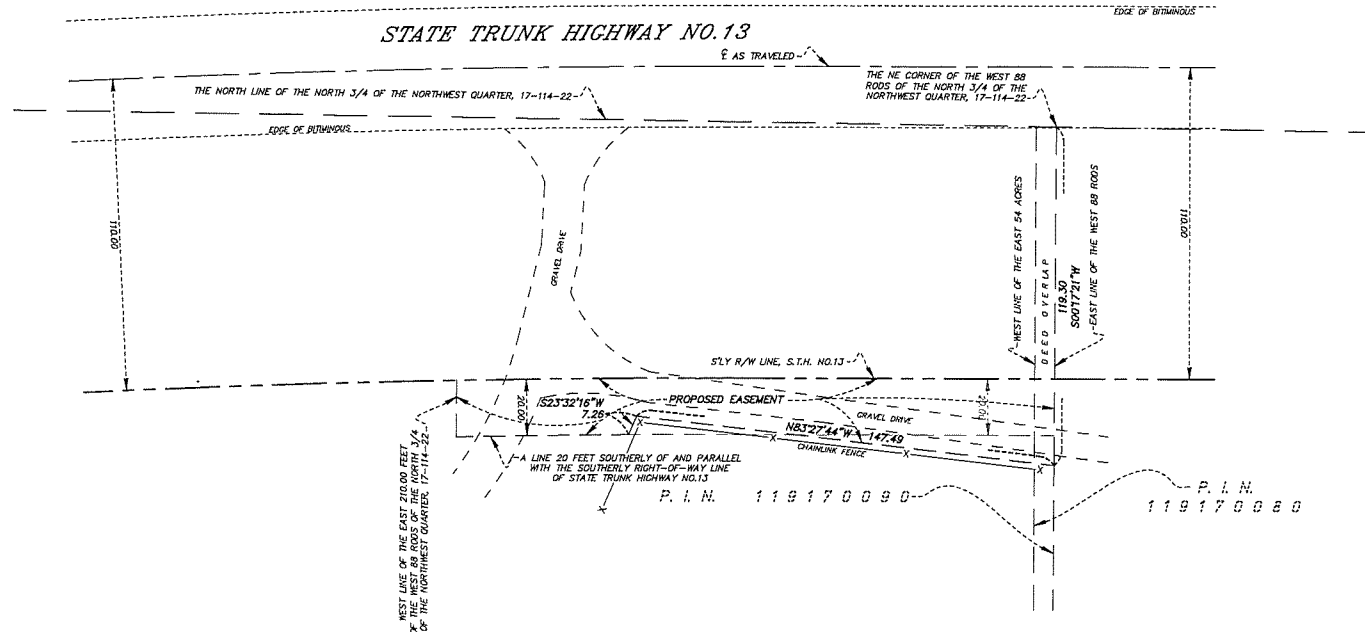 EDGE OF BITUMINOUS
STATE TRUNK HIGHWAY NO.13
℄ AS TRAVELED
THE NORTH LINE OF THE NORTH 3/4 OF THE NORTHWEST QUARTER, 17-114-22
THE NE CORNER OF THE WEST 88
RODS OF THE NORTH 3/4 OF THE
NORTHWEST QUARTER, 17-114-22
EDGE OF BITUMINOUS
110.00
GRAVEL DRIVE
WEST LINE OF THE EAST 54 ACRES
DEED OVERLAP
119.30
S00°17'21"W
EAST LINE OF THE WEST 88 RODS
110.00
S'LY R/W LINE, S.T.H. NO.13
20.00
S23°32'16"W
7.26
PROPOSED EASEMENT
20.00
GRAVEL DRIVE
N83°27'44"W
147.49
CHAINLINK FENCE
A LINE 20 FEET SOUTHERLY OF AND PARALLEL
WITH THE SOUTHERLY RIGHT-OF-WAY LINE
OF STATE TRUNK HIGHWAY NO.13
P. I. N. 119170090
P. I. N.
119170080
WEST LINE OF THE EAST 210.00 FEET
OF THE WEST 88 RODS OF THE NORTH 3/4
OF THE NORTHWEST QUARTER, 17-114-22